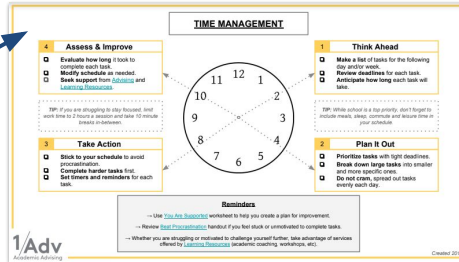 TIME MANAGEMENT
4 Assess & Improve
Evaluate how long it took to
complete each task.
Modify schedule as needed.
Seek support from Advising and
Learning Resources.
TIP: If you are struggling to stay focused, limit
work time to 2 hours a session and take 10 minute
breaks in-between.
3 Take Action
Stick to your schedule to avoid
procrastination.
Complete harder tasks first.
Set timers and reminders for each
task.
12
11 1
10 2
9 3
8 4
7 5
6
1 Think Ahead
Make a list of tasks for the following
day and/or week.
Review deadlines for each task.
Anticipate how long each task will
take.
TIP: While school is a top priority, don't forget to
include meals, sleep, commute and leisure time in
your schedule.
2 Plan It Out
Prioritize tasks with tight deadlines.
Break down large tasks into smaller
and more specific ones.
Do not cram, spread out tasks
evenly each day.
Reminders
→ Use You Are Supported worksheet to help you create a plan for improvement.
→ Review Beat Procrastination handout if you feel stuck or unmotivated to complete tasks.
→ Whether you are struggling or motivated to challenge yourself further, take advantage of services
offered by Learning Resources (academic coaching, workshops, etc).
1/Adv
Academic Advising
Created 201